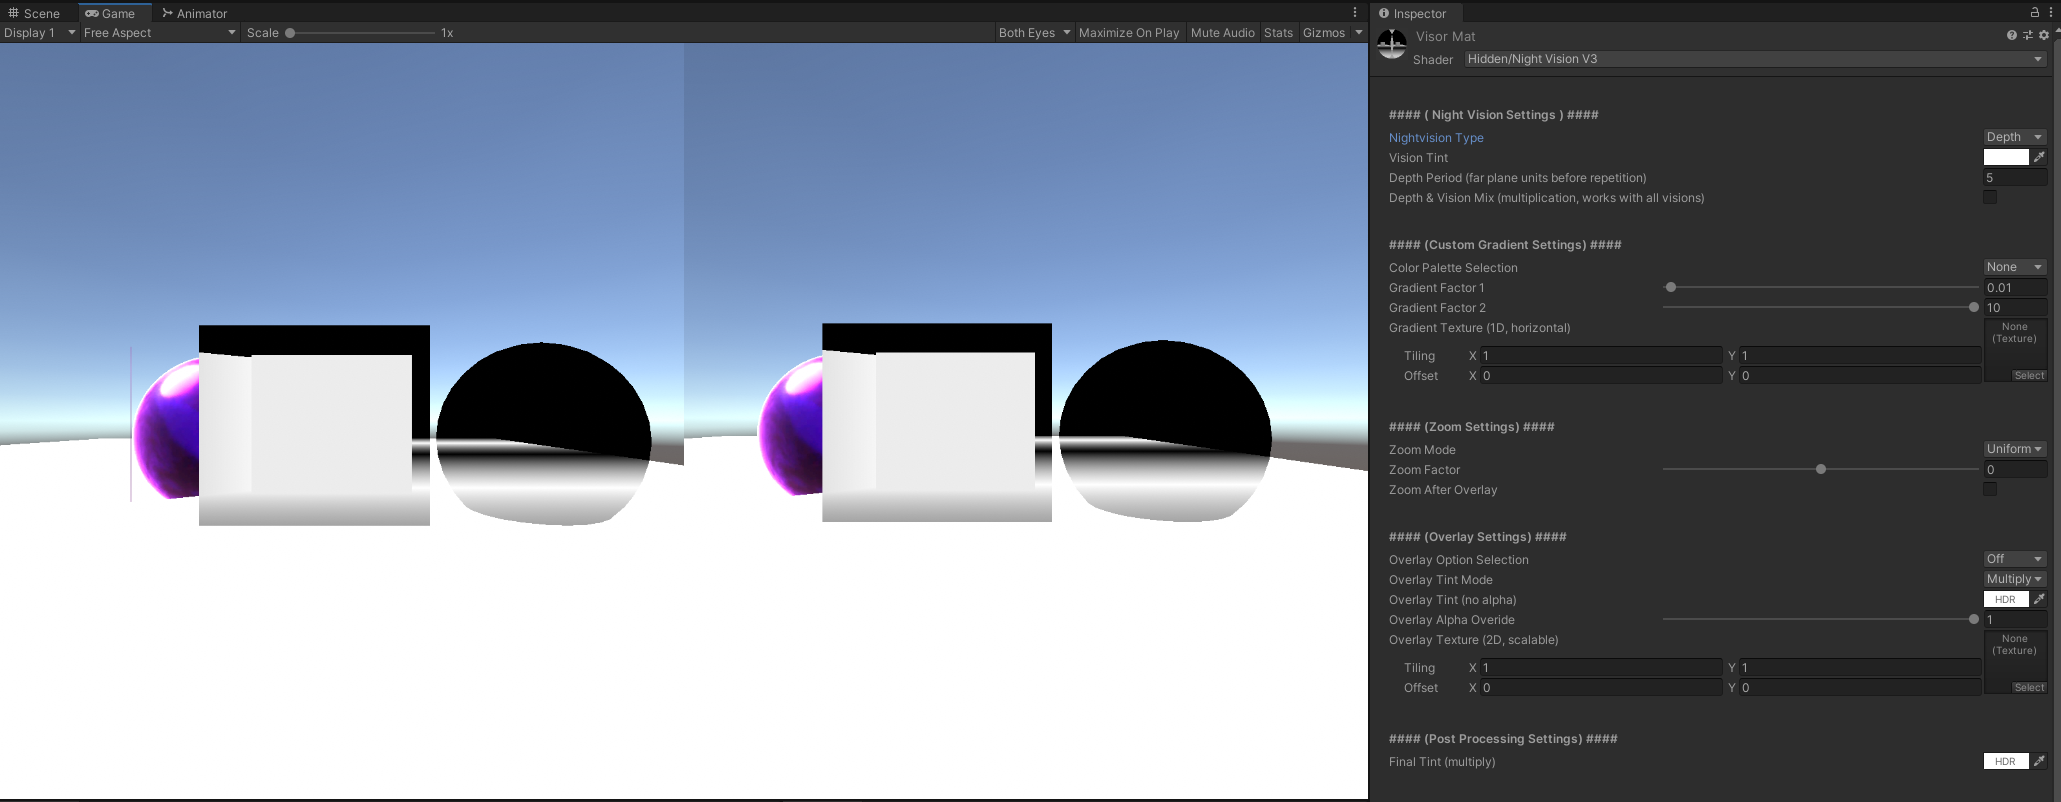 Scene Game Animator
Display 1 Free Aspect Scale 1x Both Eyes Maximize On Play Mute Audio Stats Gizmos
Inspector
Visor Mat
Shader Hidden/Night Vision V3
#### ( Night Vision Settings ) ####
Nightvision Type Depth
Vision Tint
Depth Period (far plane units before repetition) 5
Depth & Vision Mix (multiplication, works with all visions)
#### (Custom Gradient Settings) ####
Color Palette Selection None
Gradient Factor 1 0.01
Gradient Factor 2 10
Gradient Texture (1D, horizontal) None
(Texture)
Tiling X 1 Y 1
Offset X 0 Y 0 Select
#### (Zoom Settings) ####
Zoom Mode Uniform
Zoom Factor 0
Zoom After Overlay
#### (Overlay Settings) ####
Overlay Option Selection Off
Overlay Tint Mode Multiply
Overlay Tint (no alpha) HDR
Overlay Alpha Overide 1
Overlay Texture (2D, scalable) None
(Texture)
Tiling X 1 Y 1
Offset X 0 Y 0 Select
#### (Post Processing Settings) ####
Final Tint (multiply) HDR